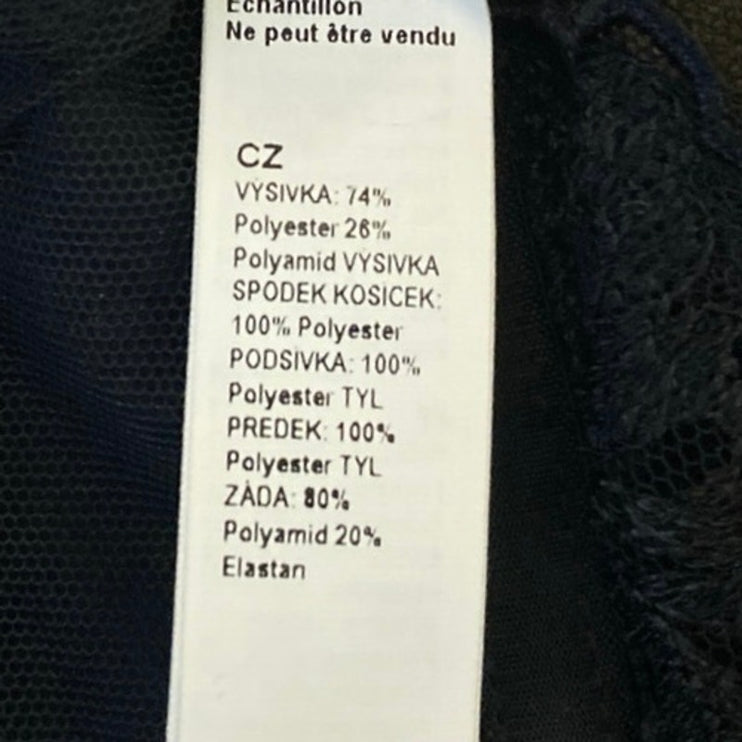 Echantillon
Ne peut être vendu
CZ
VÝSIVKA: 74%
Polyester 26%
Polyamid VÝSIVKA
SPODEK KOSICEK:
100% Polyester
PODSÍVKA: 100%
Polyester TYL
PREDEK: 100%
Polyester TYL
ZÁDA: 80%
Polyamid 20%
Elastan